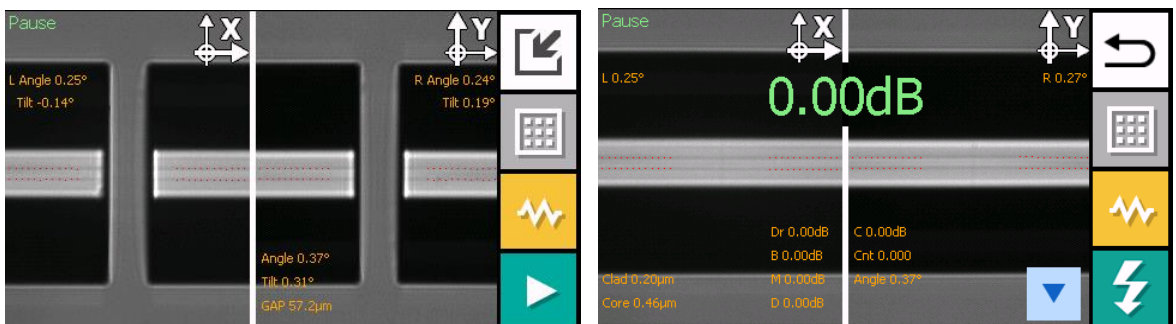 Pause
X
Y
L Angle 0.25°
Tilt -0.14°
R Angle 0.24°
Tilt 0.19°
Angle 0.37°
Tilt 0.31°
GAP 57.2µm
Pause
X
Y
L 0.25°
R 0.27°
0.00dB
Dr 0.00dB
C 0.00dB
B 0.00dB
Cnt 0.000
Clad 0.20µm
M 0.00dB
Angle 0.37°
Core 0.46µm
D 0.00dB